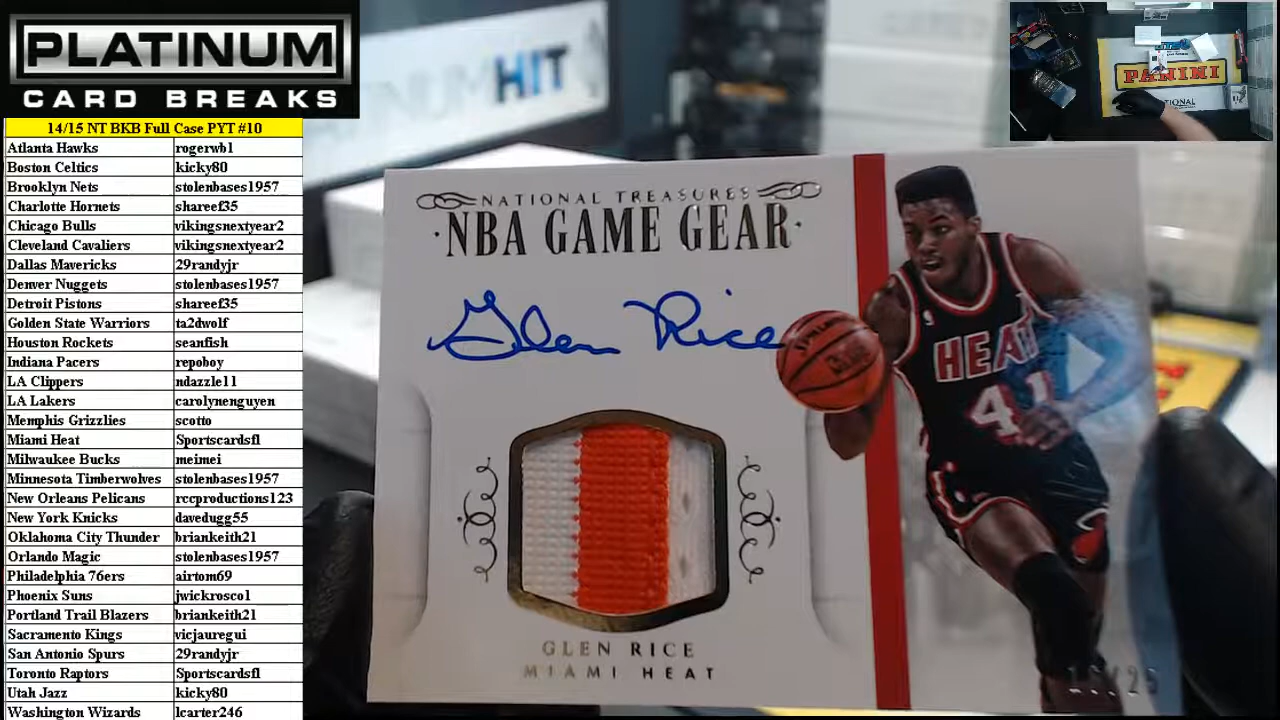 PLATINUM
CARD BREAKS
14/15 NT BKB Full Case PYT #10
Atlanta Hawks rogerwb1
Boston Celtics kicky80
Brooklyn Nets stolenbases1957
Charlotte Hornets shareef35
Chicago Bulls vikingsnextyear2
Cleveland Cavaliers vikingsnextyear2
Dallas Mavericks 29randyjr
Denver Nuggets stolenbases1957
Detroit Pistons shareef35
Golden State Warriors ta2dwolf
Houston Rockets seanfish
Indiana Pacers repoboy
LA Clippers ndazzle11
LA Lakers carolynenguyen
Memphis Grizzlies scotto
Miami Heat Sportscardsfl
Milwaukee Bucks meimei
Minnesota Timberwolves stolenbases1957
New Orleans Pelicans rccproductions123
New York Knicks davedugg55
Oklahoma City Thunder briankeith21
Orlando Magic stolenbases1957
Philadelphia 76ers airtom69
Phoenix Suns jwickrosco1
Portland Trail Blazers briankeith21
Sacramento Kings vicjauregui
San Antonio Spurs 29randyjr
Toronto Raptors Sportscardsfl
Utah Jazz kicky80
Washington Wizards lcarter246
HIT
NATIONAL TREASURES
·NBA GAME GEAR·
Glen Rice
GLEN RICE
MIAMI HEAT
HEAT
41
PANINI